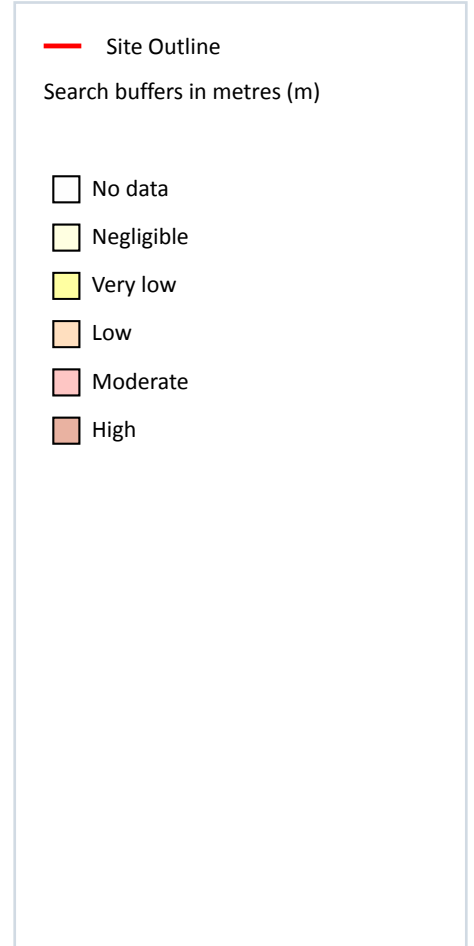 Site Outline
Search buffers in metres (m)
No data
Negligible
Very low
Low
Moderate
High